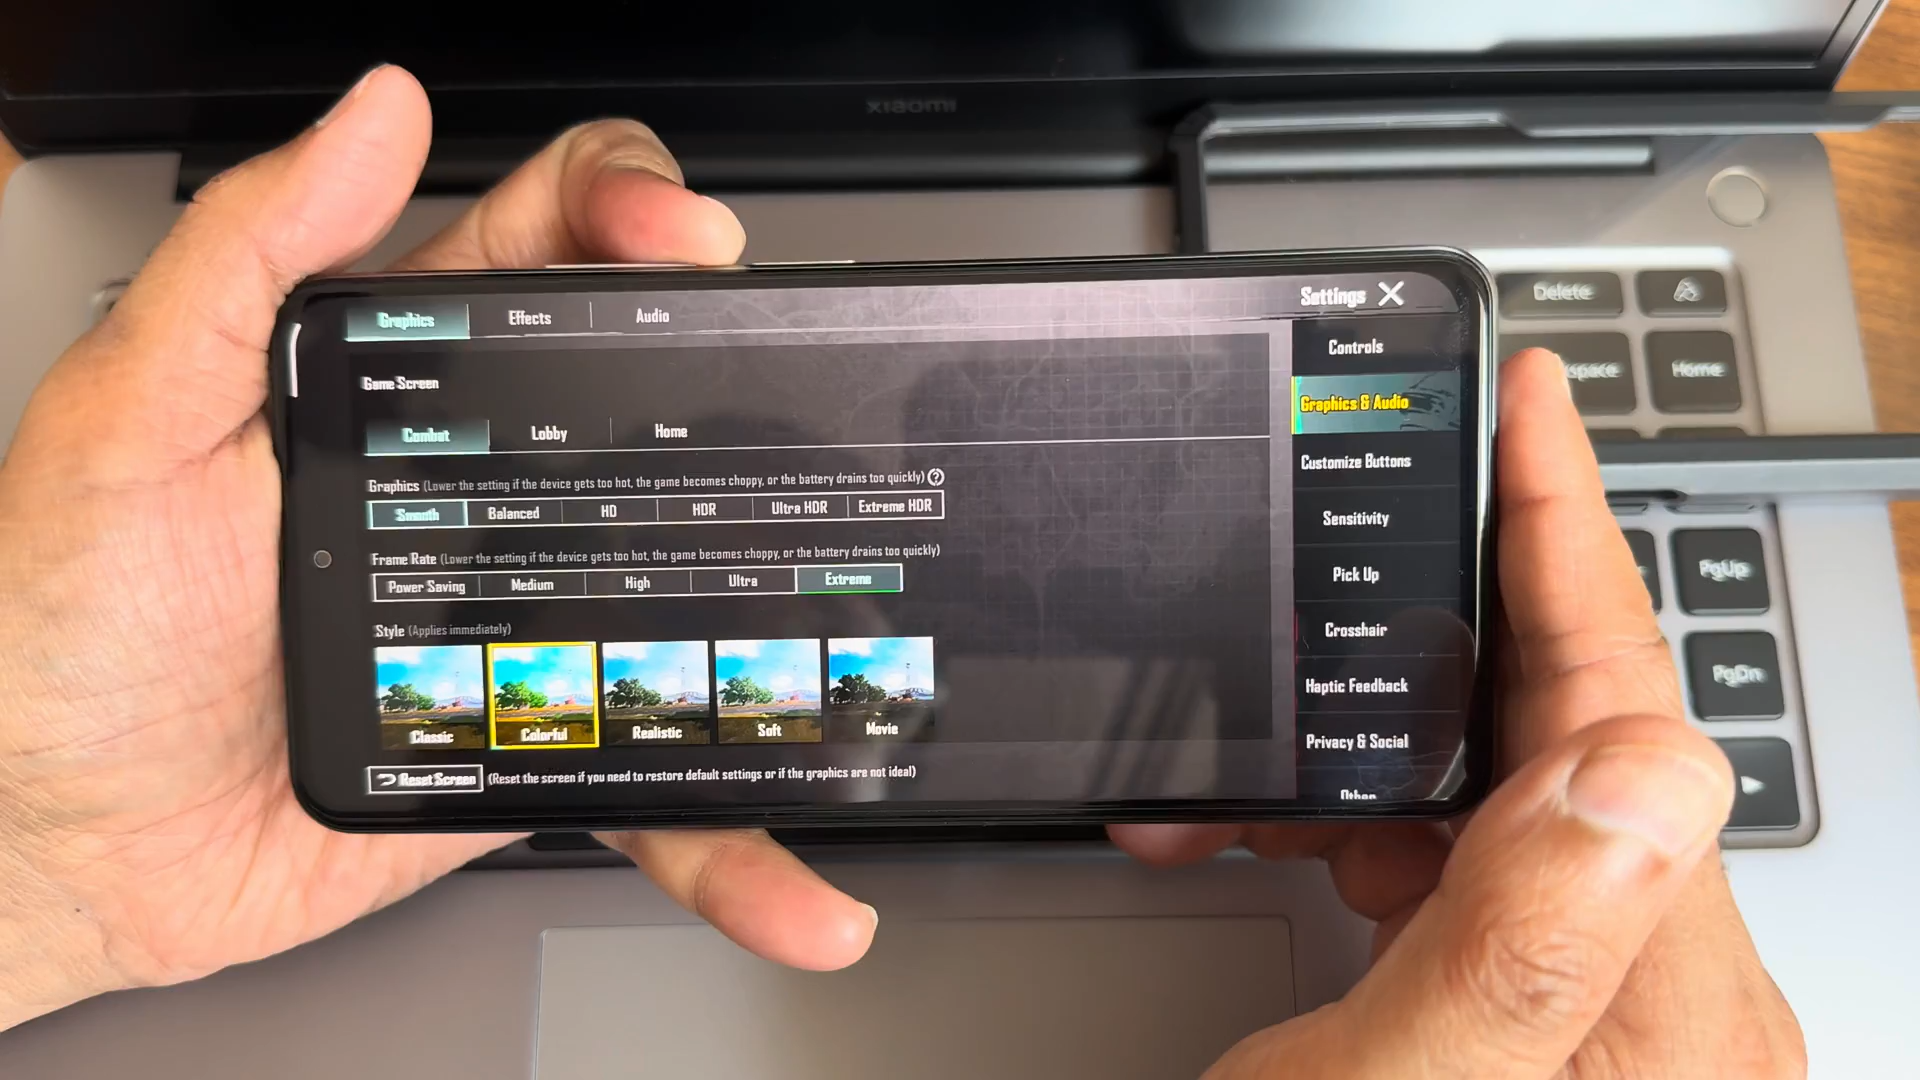 xiaomi
Graphics
Effects
Audio
Settings
Controls
Graphics & Audio
Customize Buttons
Sensitivity
Pick Up
Crosshair
Haptic Feedback
Privacy & Social
Other
Game Screen
Combat
Lobby
Home
Graphics (Lower the setting if the device gets too hot, the game becomes choppy, or the battery drains too quickly) ?
Smooth
Balanced
HD
HDR
Ultra HDR
Extreme HDR
Frame Rate (Lower the setting if the device gets too hot, the game becomes choppy, or the battery drains too quickly)
Power Saving
Medium
High
Ultra
Extreme
Style (Applies immediately)
Classic
Colorful
Realistic
Soft
Movie
Reset Screen (Reset the screen if you need to restore default settings or if the graphics are not ideal)
Delete
space
Home
PgUp
PgDn